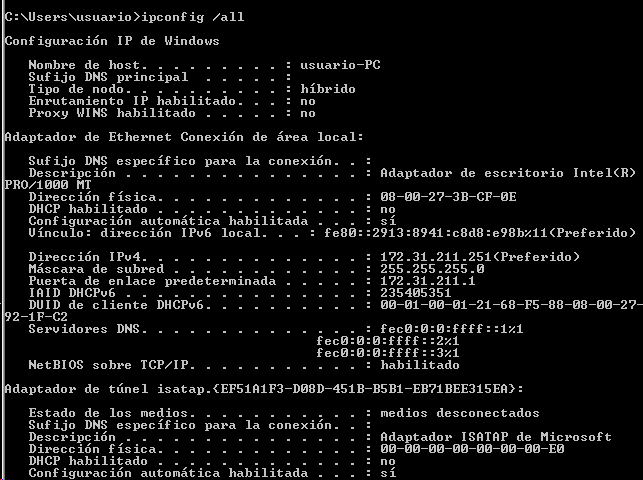 C:\Users\usuario>ipconfig /all
Configuración IP de Windows
Nombre de host. . . . . . . . . : usuario-PC
Sufijo DNS principal . . . . . :
Tipo de nodo. . . . . . . . . . : híbrido
Enrutamiento IP habilitado. . . : no
Proxy WINS habilitado . . . . . : no
Adaptador de Ethernet Conexión de área local:
Sufijo DNS específico para la conexión. . :
Descripción . . . . . . . . . . . . . . . : Adaptador de escritorio Intel(R)
PRO/1000 MT
Dirección física. . . . . . . . . . . . . : 08-00-27-3B-CF-0E
DHCP habilitado . . . . . . . . . . . . . : no
Configuración automática habilitada . . . : sí
Vínculo: dirección IPv6 local. . . : fe80::2913:8941:c8d8:e98b%11(Preferido)
Dirección IPv4. . . . . . . . . . . . . . : 172.31.211.251(Preferido)
Máscara de subred . . . . . . . . . . . . : 255.255.255.0
Puerta de enlace predeterminada . . . . . : 172.31.211.1
IAID DHCPv6 . . . . . . . . . . . . . . . : 235405351
DUID de cliente DHCPv6. . . . . . . . . . : 00-01-00-01-21-68-F5-88-08-00-27-
92-1F-C2
Servidores DNS. . . . . . . . . . . . . . : fec0:0:0:ffff::1%1
fec0:0:0:ffff::2%1
fec0:0:0:ffff::3%1
NetBIOS sobre TCP/IP. . . . . . . . . . . : habilitado
Adaptador de túnel isatap.{EF51A1F3-D08D-451B-B5B1-EB71BEE315EA}:
Estado de los medios. . . . . . . . . . . : medios desconectados
Sufijo DNS específico para la conexión. . :
Descripción . . . . . . . . . . . . . . . : Adaptador ISATAP de Microsoft
Dirección física. . . . . . . . . . . . . : 00-00-00-00-00-00-00-E0
DHCP habilitado . . . . . . . . . . . . . : no
Configuración automática habilitada . . . : sí